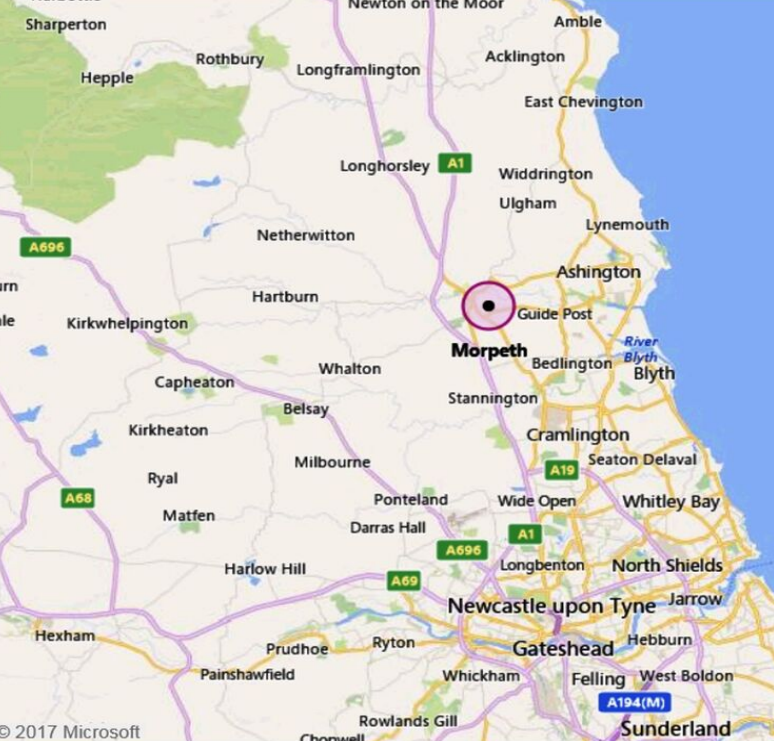 Newton on the Moor
Sharperton
Amble
Rothbury
Acklington
Longframlington
Hepple
East Chevington
Longhorsley
A1
Widdrington
Ulgham
Lynemouth
Netherwitton
A696
Ashington
Hartburn
Guide Post
Kirkwhelpington
River
Blyth
Morpeth
Bedlington
Whalton
Blyth
Capheaton
Stannington
Belsay
Kirkheaton
Cramlington
Milbourne
A19
Seaton Delaval
Ryal
A68
Ponteland
Wide Open
Whitley Bay
Matfen
Darras Hall
A1
A696
Harlow Hill
Longbenton
North Shields
A69
Newcastle upon Tyne
Jarrow
Hexham
Prudhoe
Ryton
Gateshead
Hebburn
Painshawfield
Whickham
Felling
West Boldon
A194(M)
Rowlands Gill
Sunderland
© 2017 Microsoft
Chopwell